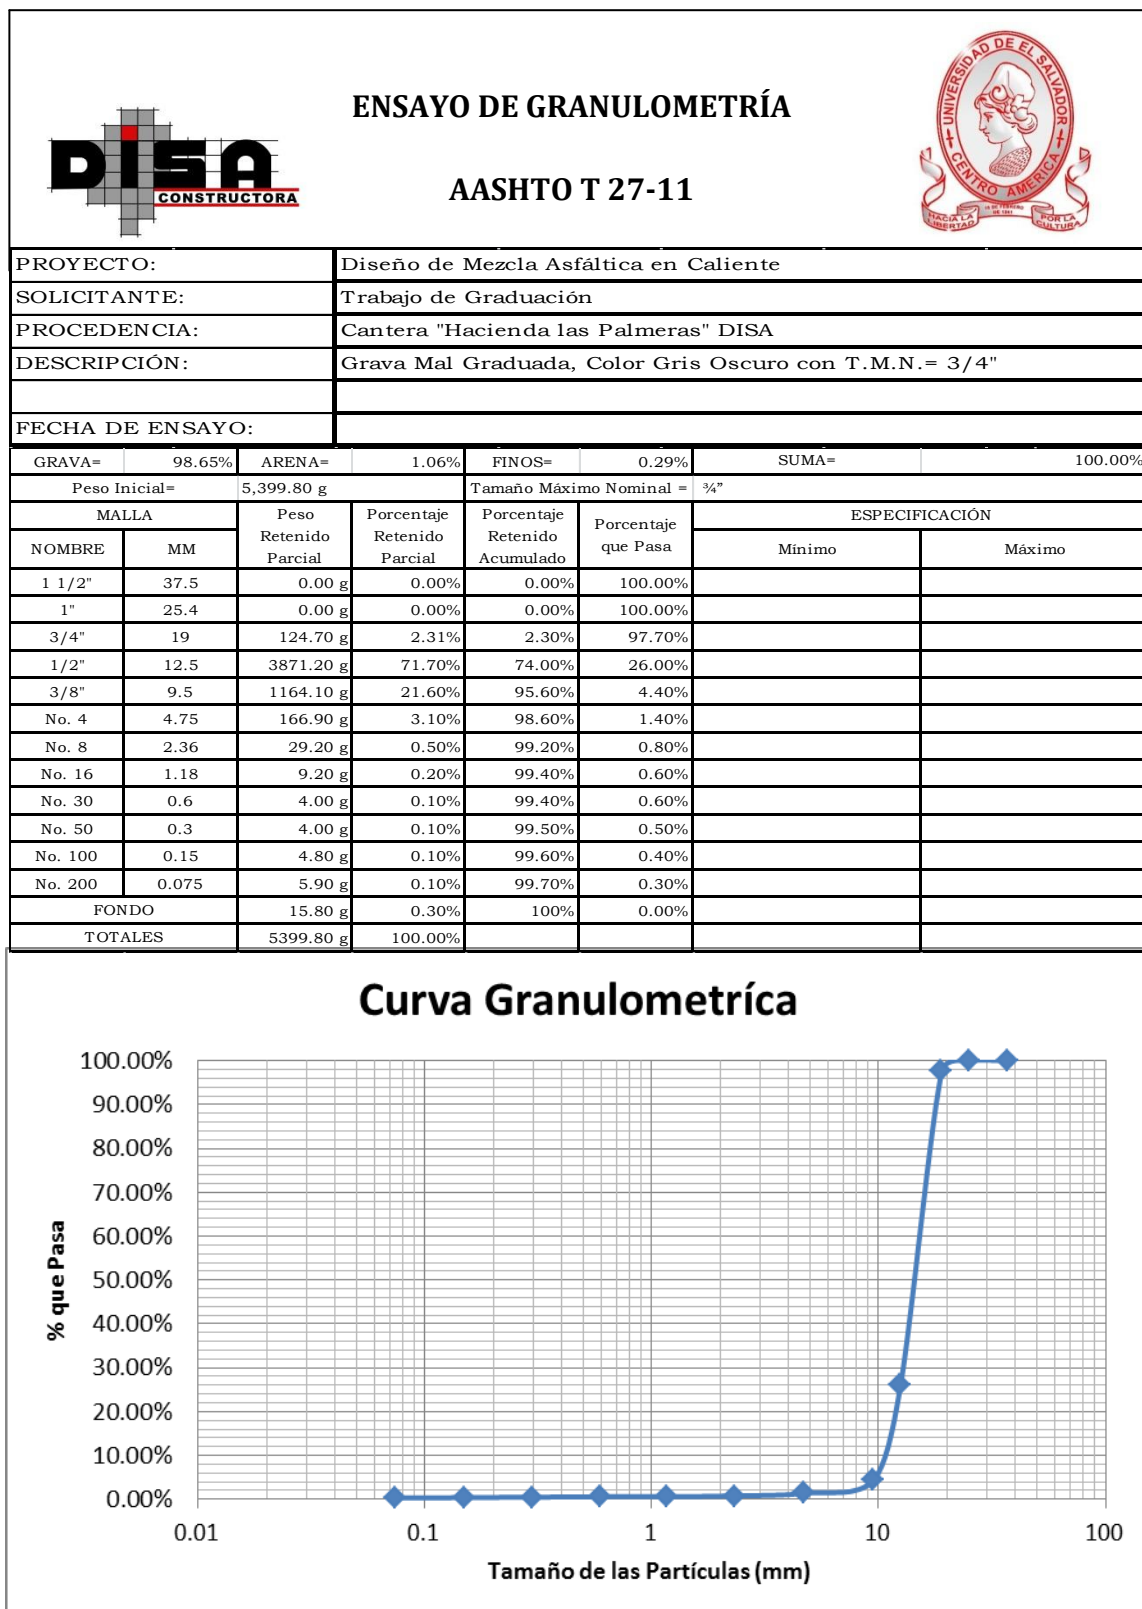 ENSAYO DE GRANULOMETRÍA
AASHTO T 27-11
DISA
CONSTRUCTORA
UNIVERSIDAD DE EL SALVADOR
CENTRO AMERICA
HACIA LA LIBERTAD
16 DE FEBRERO DE 1841
POR LA CULTURA
PROYECTO: Diseño de Mezcla Asfáltica en Caliente
SOLICITANTE: Trabajo de Graduación
PROCEDENCIA: Cantera "Hacienda las Palmeras" DISA
DESCRIPCIÓN: Grava Mal Graduada, Color Gris Oscuro con T.M.N.= 3/4"
FECHA DE ENSAYO:
GRAVA= 98.65% ARENA= 1.06% FINOS= 0.29% SUMA= 100.00%
Peso Inicial= 5,399.80 g Tamaño Máximo Nominal = ¾”
MALLA Peso Retenido Parcial Porcentaje Retenido Parcial Porcentaje Retenido Acumulado Porcentaje que Pasa ESPECIFICACIÓN
NOMBRE MM Mínimo Máximo
1 1/2" 37.5 0.00 g 0.00% 0.00% 100.00%
1" 25.4 0.00 g 0.00% 0.00% 100.00%
3/4" 19 124.70 g 2.31% 2.30% 97.70%
1/2" 12.5 3871.20 g 71.70% 74.00% 26.00%
3/8" 9.5 1164.10 g 21.60% 95.60% 4.40%
No. 4 4.75 166.90 g 3.10% 98.60% 1.40%
No. 8 2.36 29.20 g 0.50% 99.20% 0.80%
No. 16 1.18 9.20 g 0.20% 99.40% 0.60%
No. 30 0.6 4.00 g 0.10% 99.40% 0.60%
No. 50 0.3 4.00 g 0.10% 99.50% 0.50%
No. 100 0.15 4.80 g 0.10% 99.60% 0.40%
No. 200 0.075 5.90 g 0.10% 99.70% 0.30%
FONDO 15.80 g 0.30% 100% 0.00%
TOTALES 5399.80 g 100.00%
Curva Granulometríca
% que Pasa
100.00%
90.00%
80.00%
70.00%
60.00%
50.00%
40.00%
30.00%
20.00%
10.00%
0.00%
0.01 0.1 1 10 100
Tamaño de las Partículas (mm)